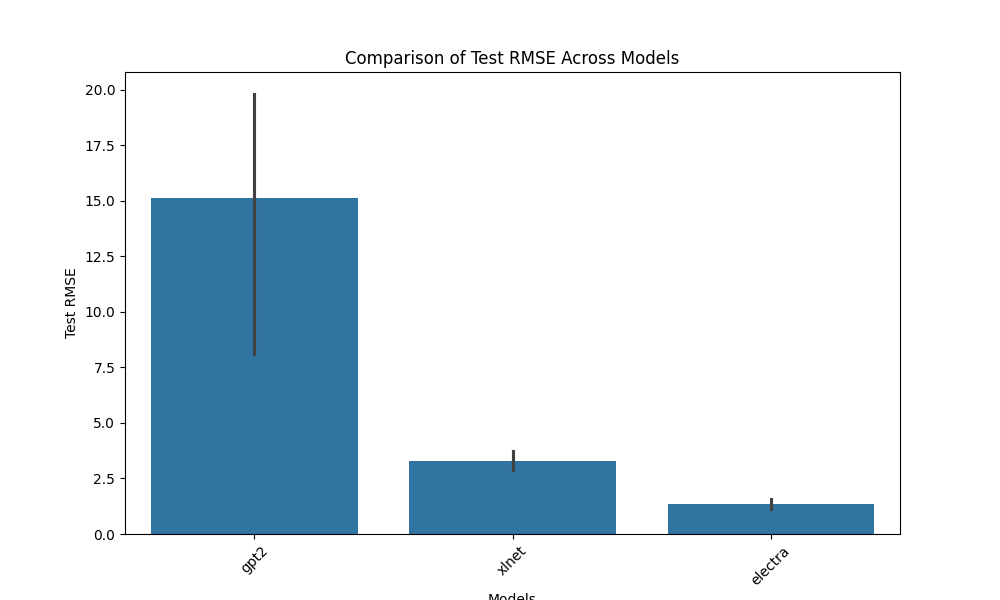 Comparison of Test RMSE Across Models
20.0
17.5
15.0
12.5
10.0
7.5
5.0
2.5
0.0
Test RMSE
gpt2
xlnet
electra
Models